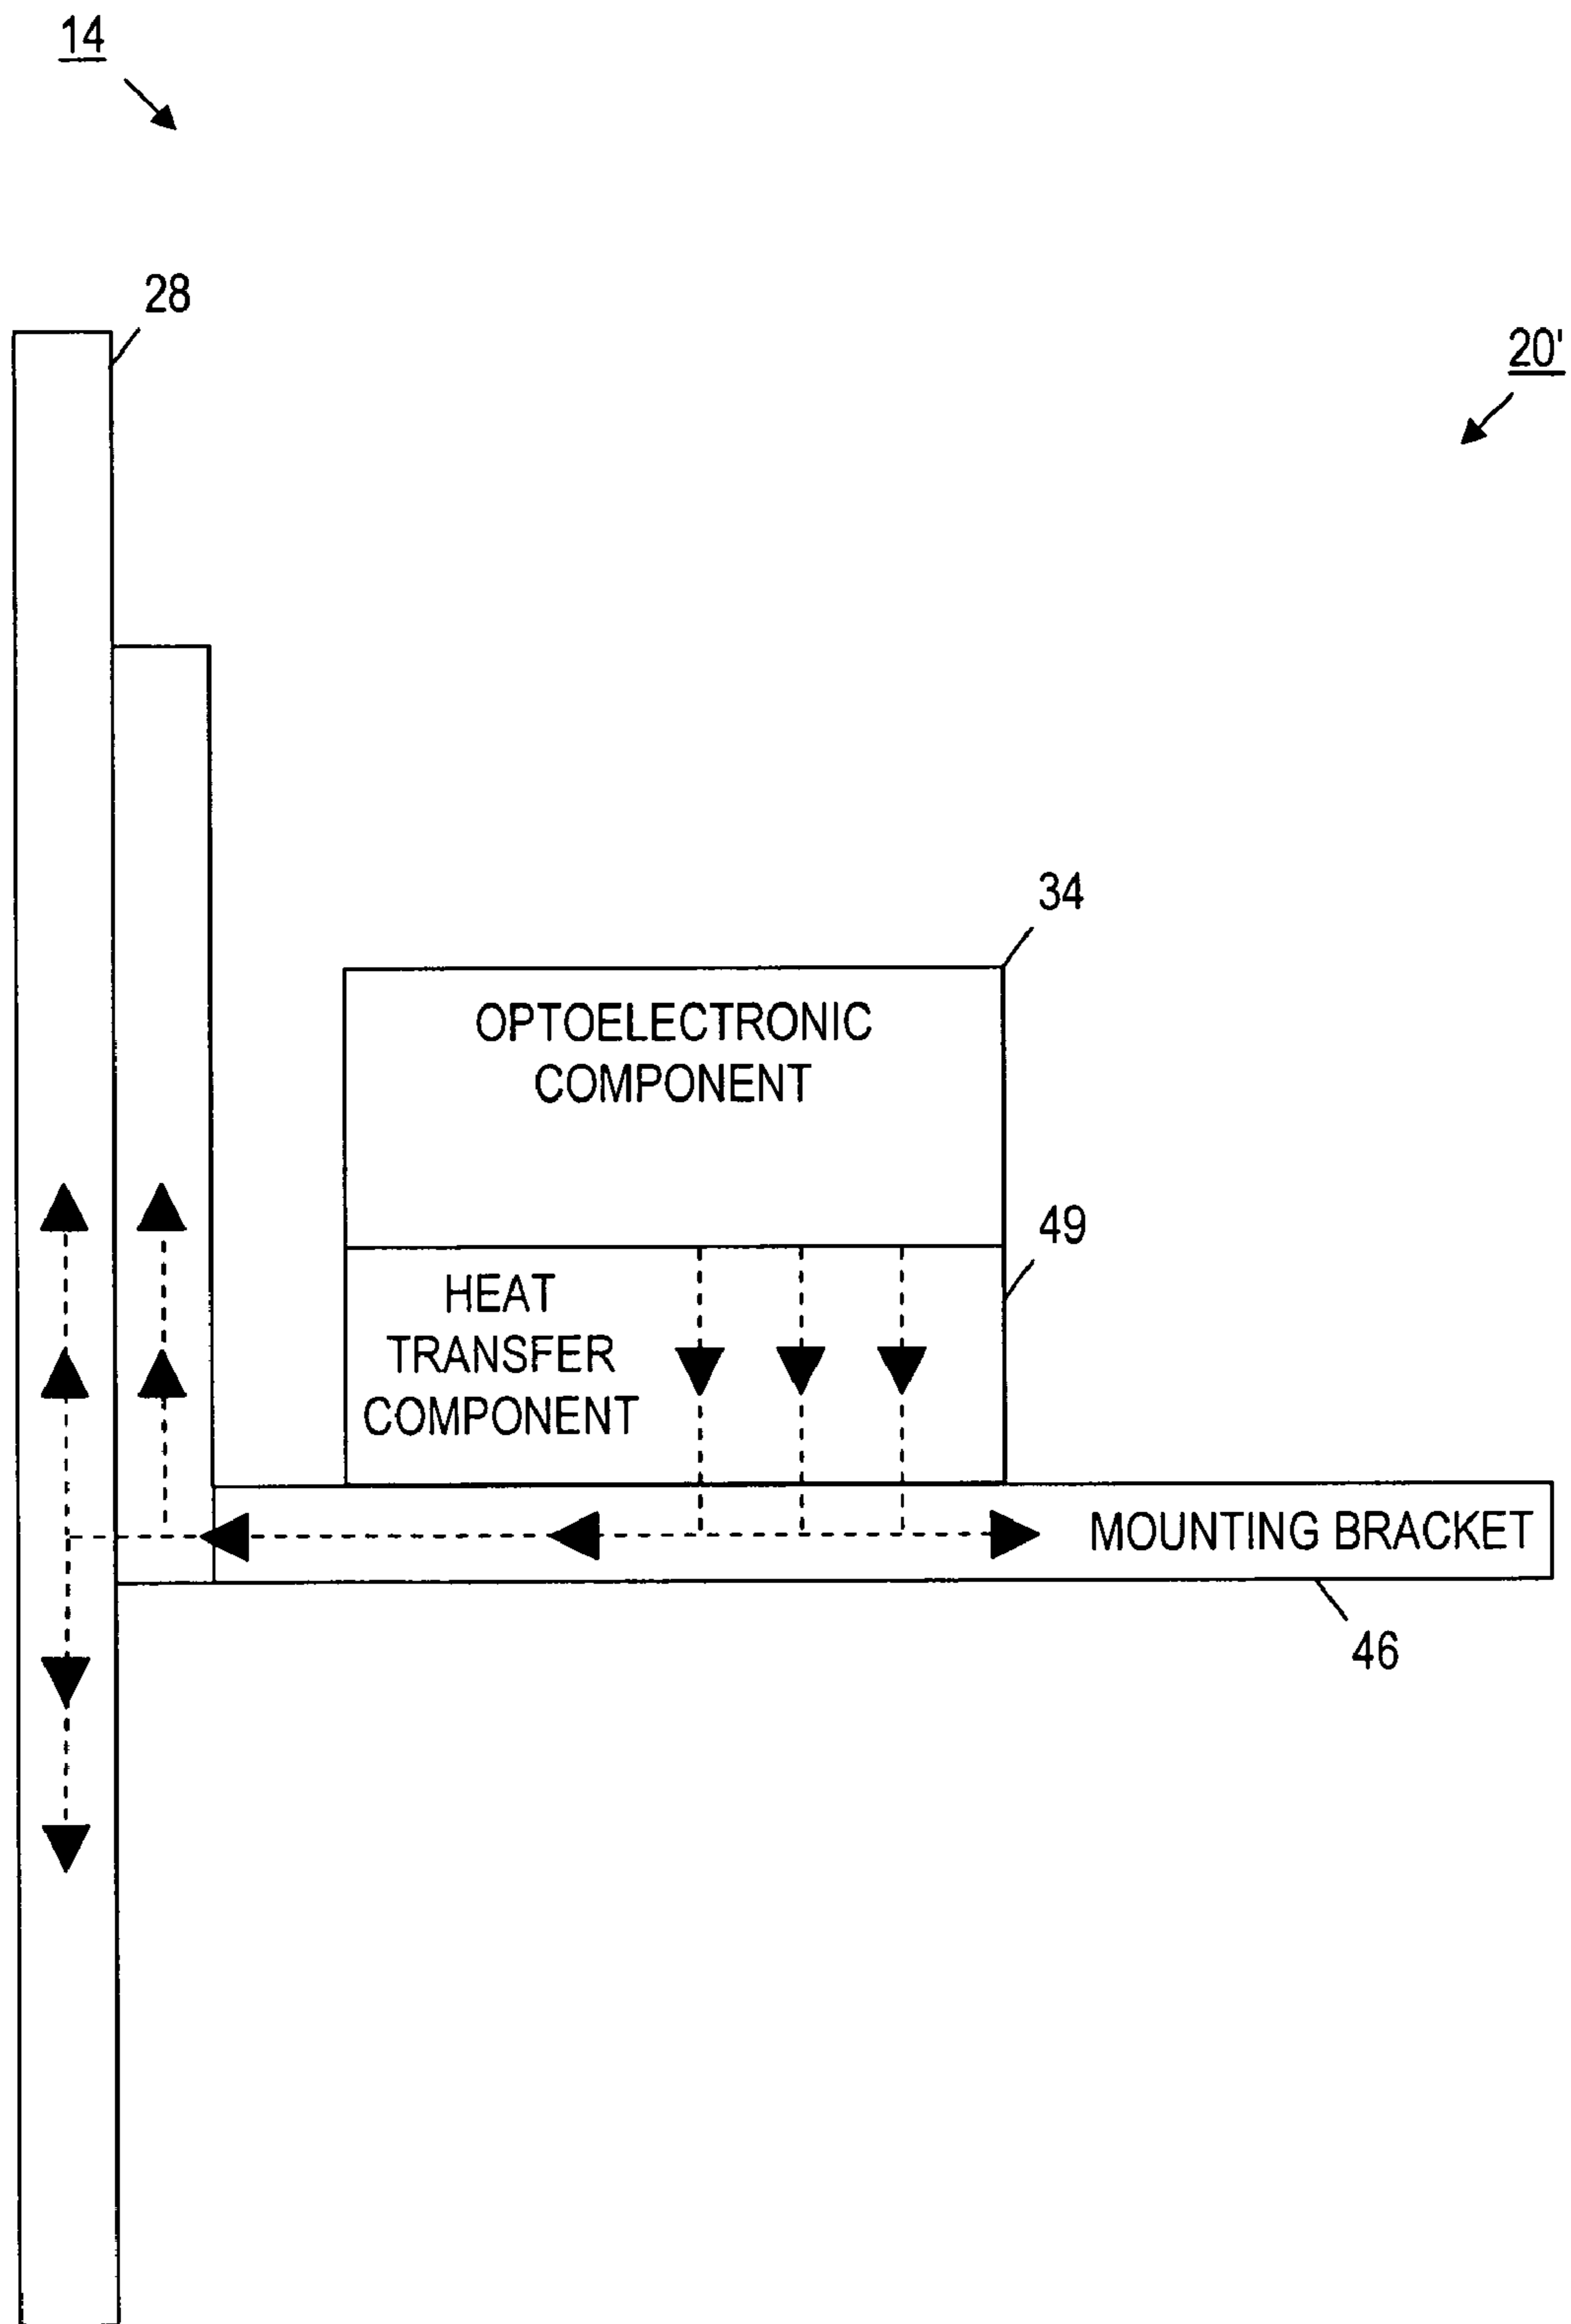 14
28
20'
34
OPTOELECTRONIC
COMPONENT
49
HEAT
TRANSFER
COMPONENT
MOUNTING BRACKET
46